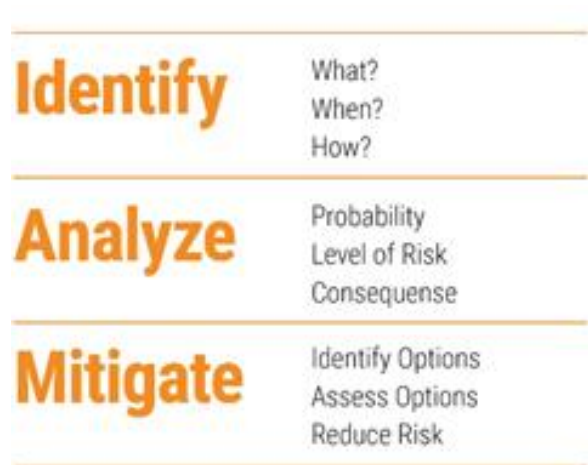 Identify
What?
When?
How?
Analyze
Probability
Level of Risk
Consequense
Mitigate
Identify Options
Assess Options
Reduce Risk